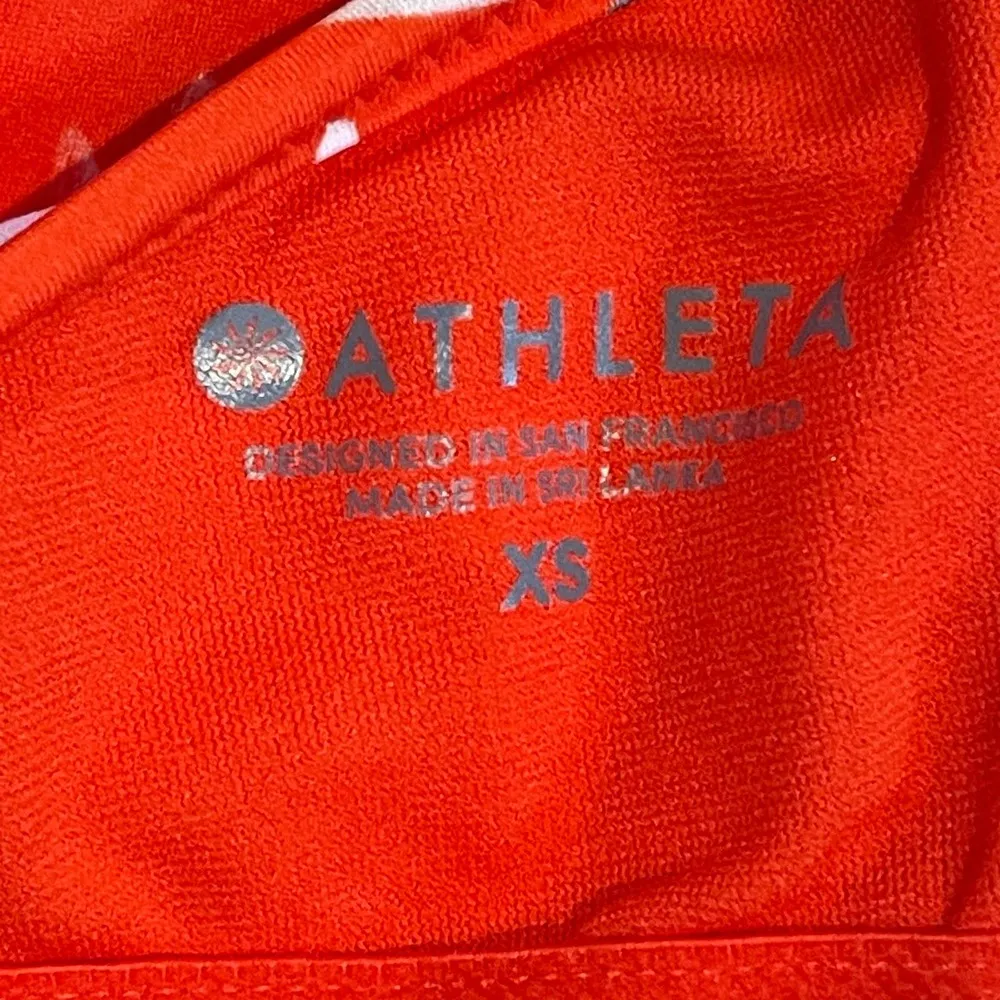 ATHLETA
DESIGNED IN SAN FRANCISCO
MADE IN SRI LANKA
XS